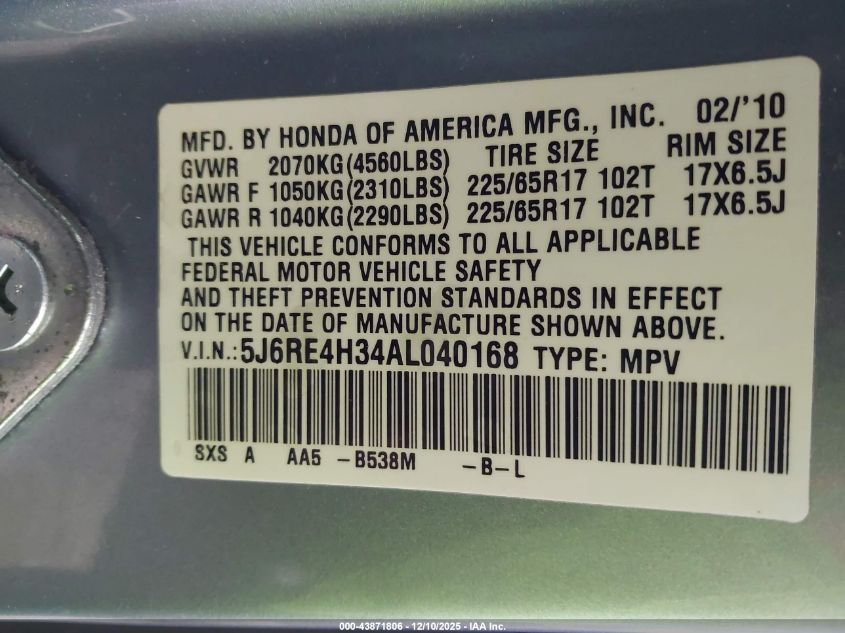 MFD. BY HONDA OF AMERICA MFG., INC. 02/'10
GVWR 2070KG(4560LBS) TIRE SIZE RIM SIZE
GAWR F 1050KG(2310LBS) 225/65R17 102T 17X6.5J
GAWR R 1040KG(2290LBS) 225/65R17 102T 17X6.5J
THIS VEHICLE CONFORMS TO ALL APPLICABLE
FEDERAL MOTOR VEHICLE SAFETY
AND THEFT PREVENTION STANDARDS IN EFFECT
ON THE DATE OF MANUFACTURE SHOWN ABOVE.
V.I.N.:5J6RE4H34AL040168 TYPE: MPV
SXS A AA5 -B538M -B-L
000-43871806 - 12/10/2025 - IAA Inc.